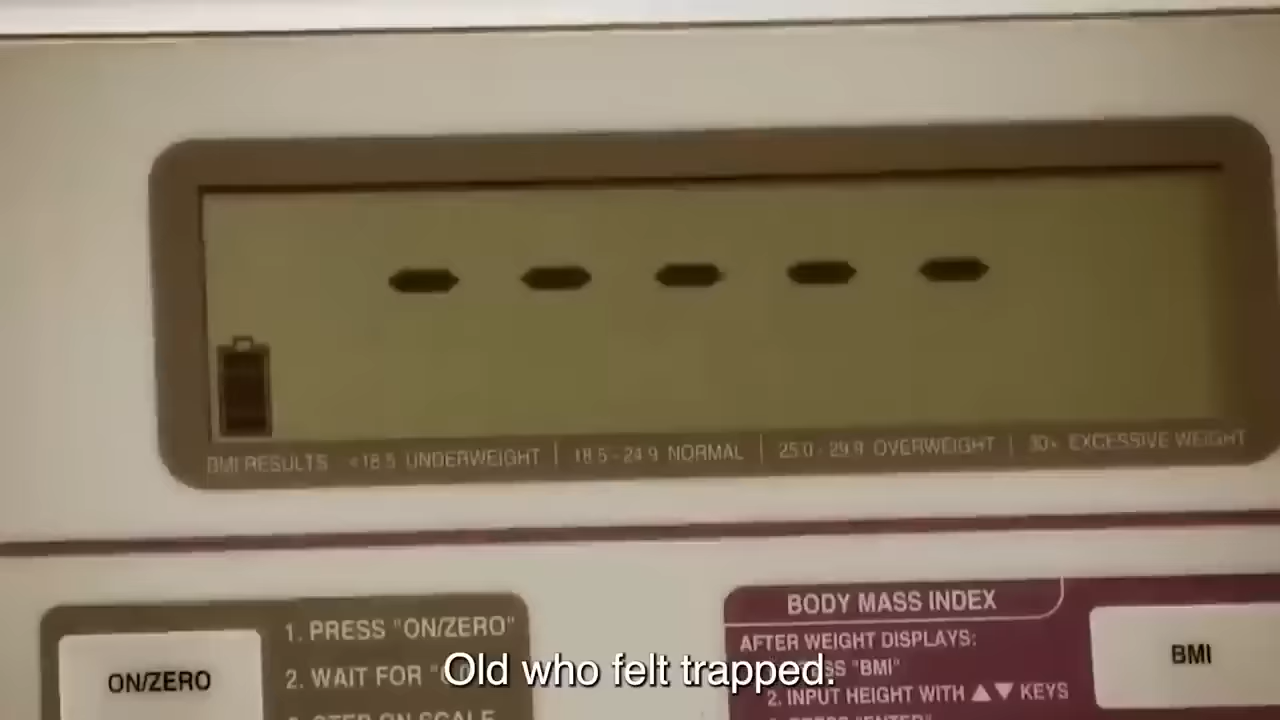 BMI RESULTS <18.5 UNDERWEIGHT | 18.5-24.9 NORMAL | 25.0-29.9 OVERWEIGHT | 30+ EXCESSIVE WEIGHT
ON/ZERO
1. PRESS "ON/ZERO"
2. WAIT FOR
BODY MASS INDEX
AFTER WEIGHT DISPLAYS:
"BMI"
2. INPUT HEIGHT WITH ▲▼ KEYS
BMI
Old who felt trapped.